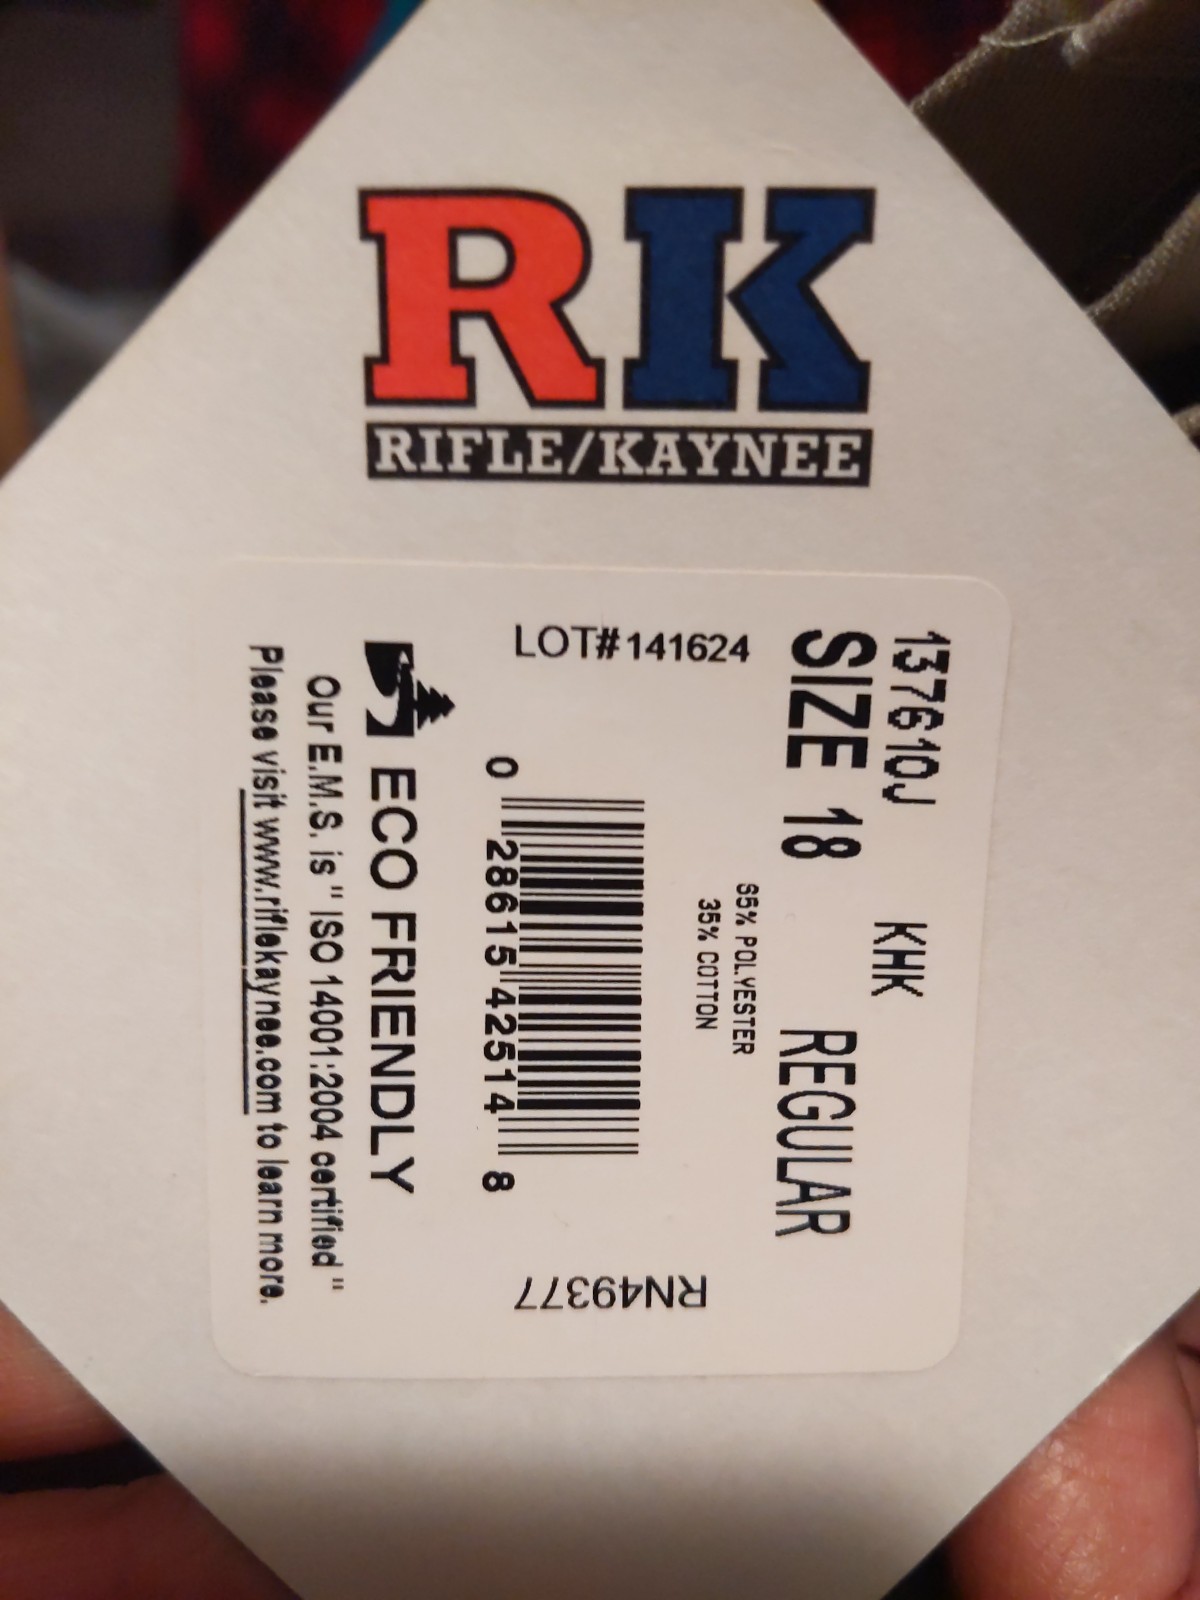 RK
RIFLE/KAYNEE
137610J KHK
SIZE 18 REGULAR
65% POLYESTER
35% COTTON
LOT# 141624
RN49377
0 28615 42514 8
ECO FRIENDLY
Our E.M.S. is " ISO 14001:2004 certified "
Please visit www.riflekaynee.com to learn more.